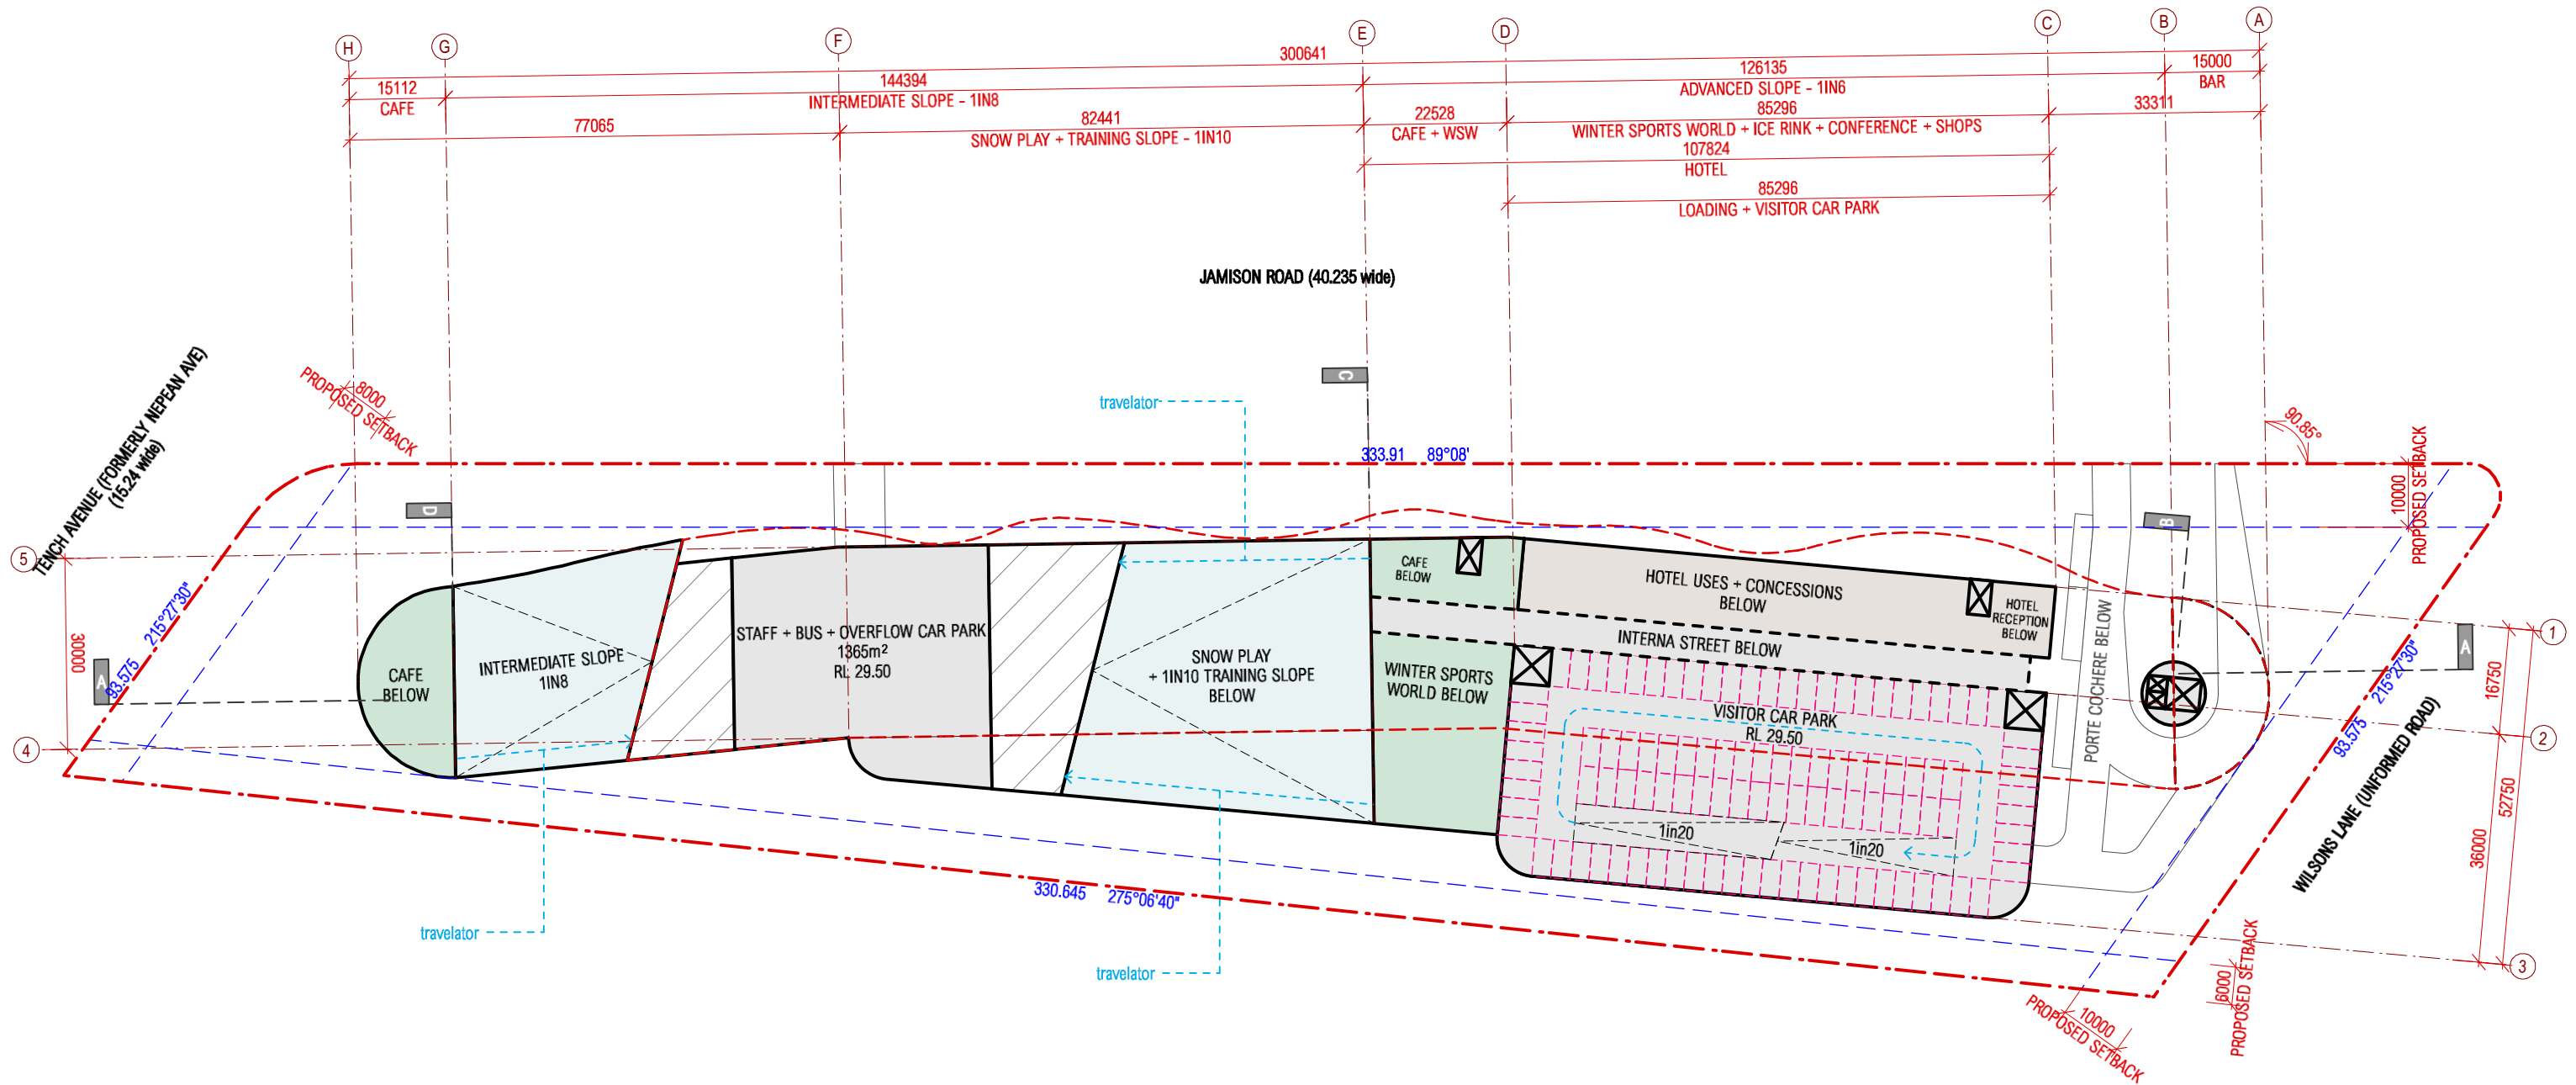 H
G
F
E
D
C
B
A
300641
15112
CAFE
144394
INTERMEDIATE SLOPE - 1IN8
126135
ADVANCED SLOPE - 1IN6
15000
BAR
77065
82441
SNOW PLAY + TRAINING SLOPE - 1IN10
22528
CAFE + WSW
85296
WINTER SPORTS WORLD + ICE RINK + CONFERENCE + SHOPS
33311
107824
HOTEL
85296
LOADING + VISITOR CAR PARK
JAMISON ROAD (40.235 wide)
TENCH AVENUE (FORMERLY NEPEAN AVE)
(15.24 wide)
8000
PROPOSED SETBACK
travelator
C
333.91 89°08'
90.85°
10000
PROPOSED SETBACK
D
B
5
4
30000
A
93.575 215°27'30"
CAFE
BELOW
INTERMEDIATE SLOPE
1IN8
STAFF + BUS + OVERFLOW CAR PARK
1365m²
RL 29.50
SNOW PLAY
+ 1IN10 TRAINING SLOPE
BELOW
CAFE
BELOW
WINTER SPORTS
WORLD BELOW
HOTEL USES + CONCESSIONS
BELOW
HOTEL
RECEPTION
BELOW
INTERNA STREET BELOW
VISITOR CAR PARK
RL 29.50
1in20
1in20
PORTE COCHERE BELOW
A
93.575 215°27'30"
WILSONS LANE (UNFORMED ROAD)
1
2
3
16750
36000
52750
330.645 275°06'40"
travelator
travelator
6000
PROPOSED SETBACK
10000
PROPOSED SETBACK